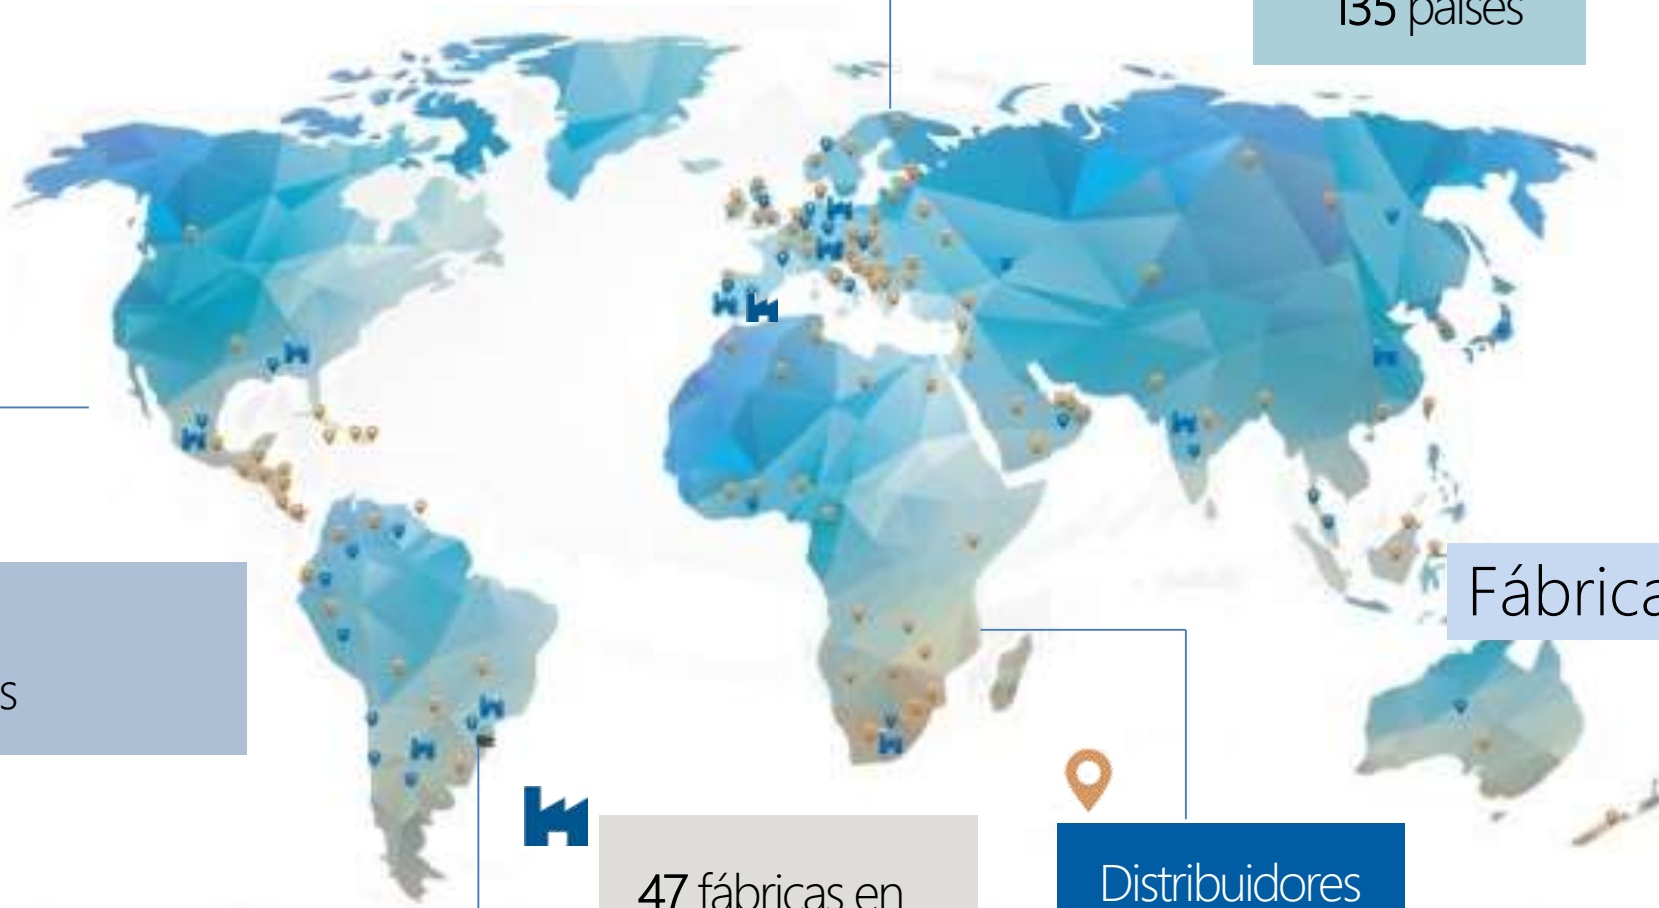 135 países
Fábrica
s
47 fábricas en
Distribuidores